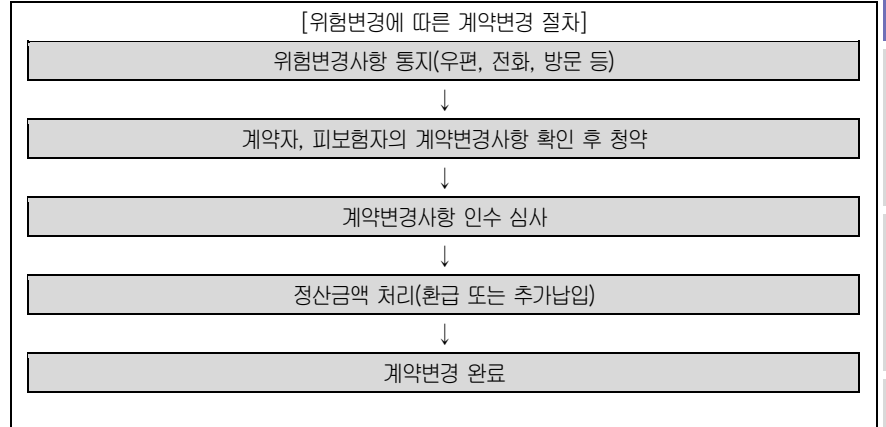 [위험변경에 따른 계약변경 절차]
위험변경사항 통지(우편, 전화, 방문 등)
↓
계약자, 피보험자의 계약변경사항 확인 후 청약
↓
계약변경사항 인수 심사
↓
정산금액 처리(환급 또는 추가납입)
↓
계약변경 완료